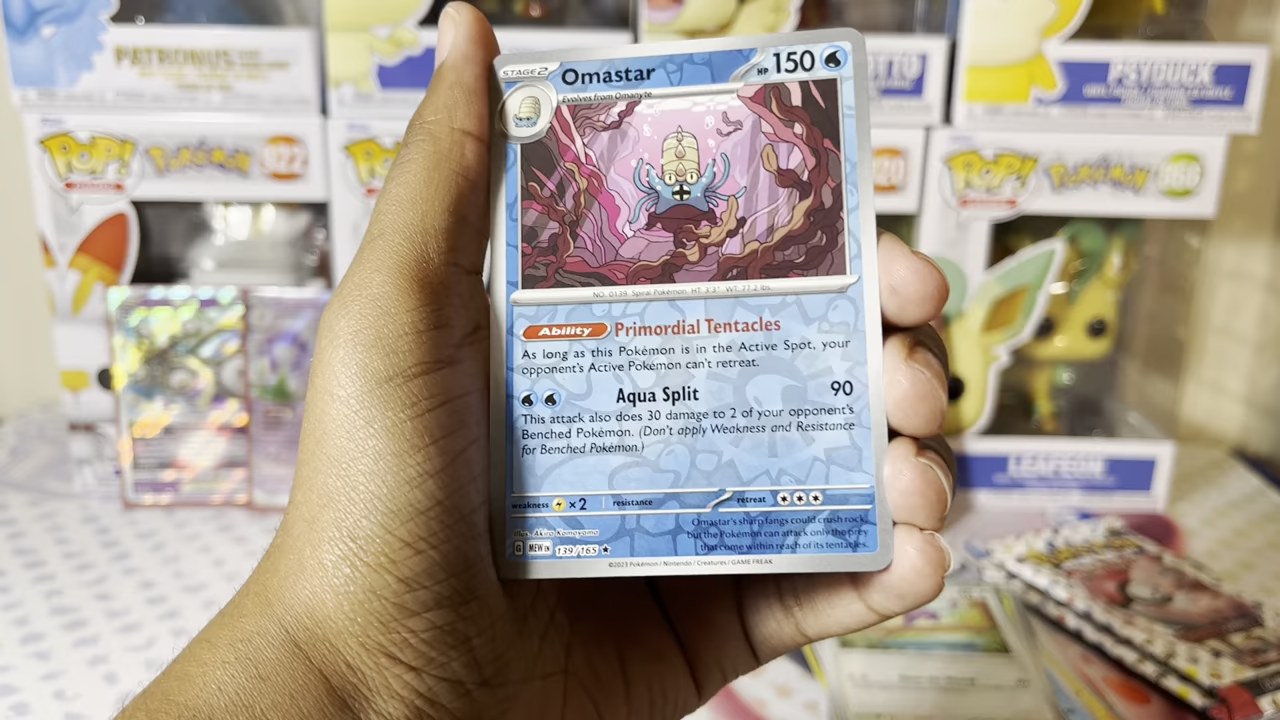 PATRONUS
PSYDUCK
POP! Pokémon 822
POP! Pokémon 866
STAGE2 Omastar HP 150
Evolves from Omanyte
NO. 0139 Spiral Pokémon HT: 3'3" WT: 77.2 lbs.
Ability Primordial Tentacles
As long as this Pokémon is in the Active Spot, your
opponent's Active Pokémon can't retreat.
Aqua Split 90
This attack also does 30 damage to 2 of your opponent's
Benched Pokémon. (Don't apply Weakness and Resistance
for Benched Pokémon.)
weakness ×2 resistance retreat
Omastar's sharp fangs could crush rock,
but the Pokémon can attack only the prey
that come within reach of its tentacles.
Illus. Akira Komayama
G MEW EN 139/165
©2023 Pokémon / Nintendo / Creatures / GAME FREAK
LEAFEON